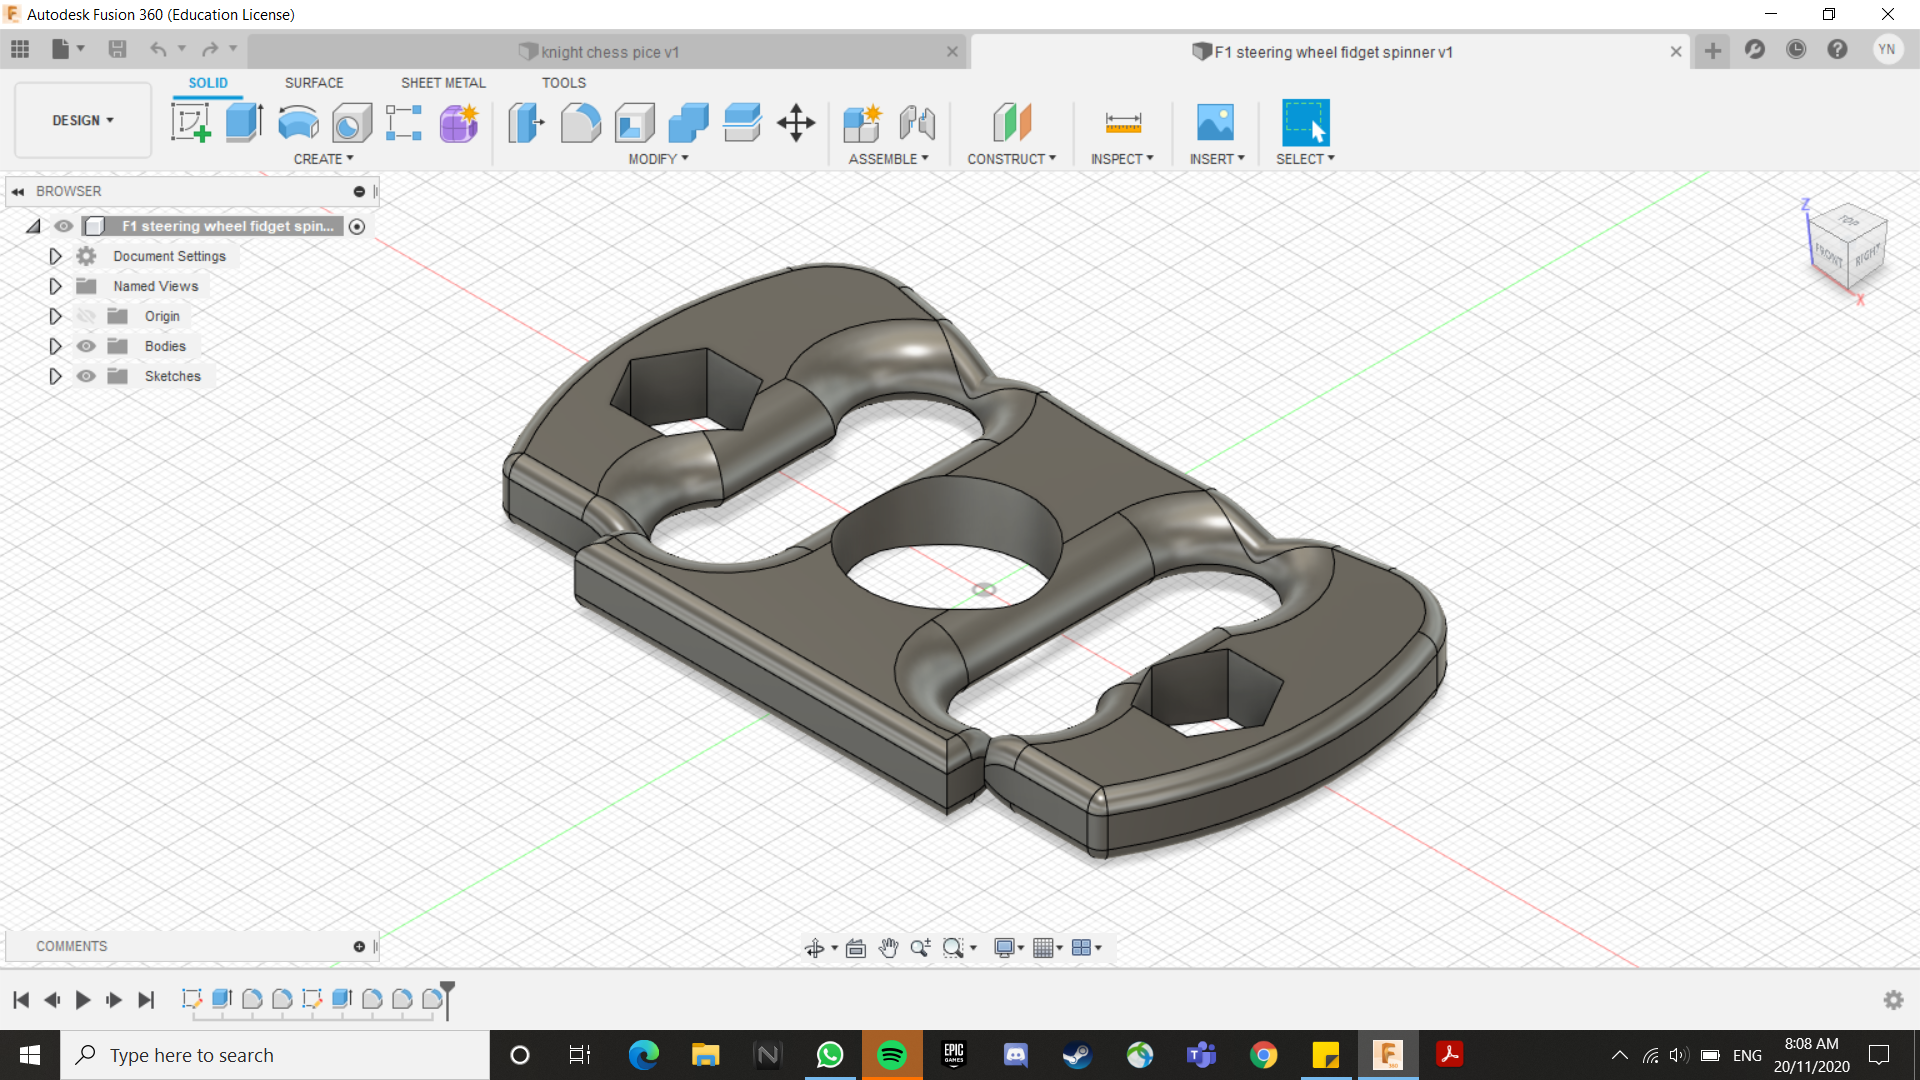 Autodesk Fusion 360 (Education License)
knight chess pice v1
F1 steering wheel fidget spinner v1
YN
DESIGN
SOLID
SURFACE
SHEET METAL
TOOLS
CREATE
MODIFY
ASSEMBLE
CONSTRUCT
INSPECT
INSERT
SELECT
BROWSER
F1 steering wheel fidget spin...
Document Settings
Named Views
Origin
Bodies
Sketches
Z
TOP
FRONT
RIGHT
X
COMMENTS
Type here to search
EPIC
GAMES
ENG
8:08 AM
20/11/2020